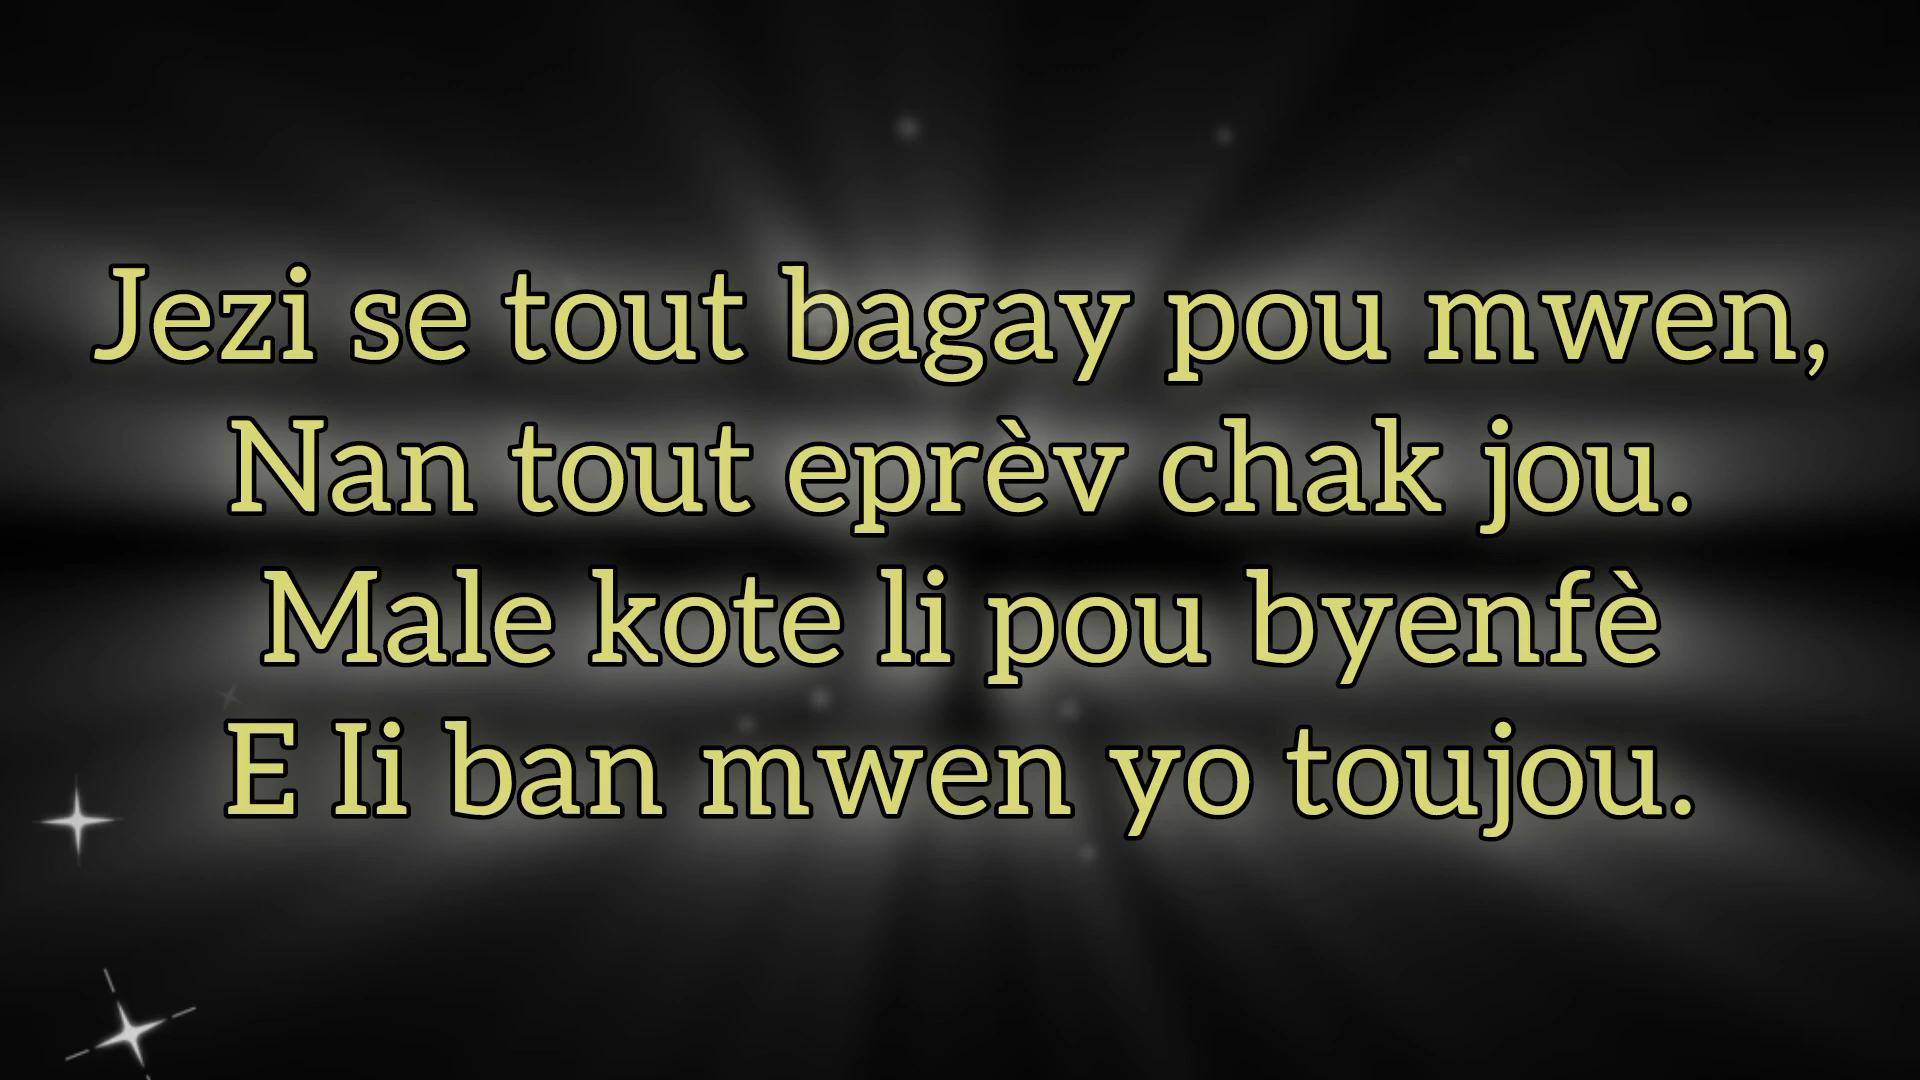 Jezi se tout bagay pou mwen,
Nan tout eprèv chak jou.
Male kote li pou byenfè
E Ii ban mwen yo toujou.